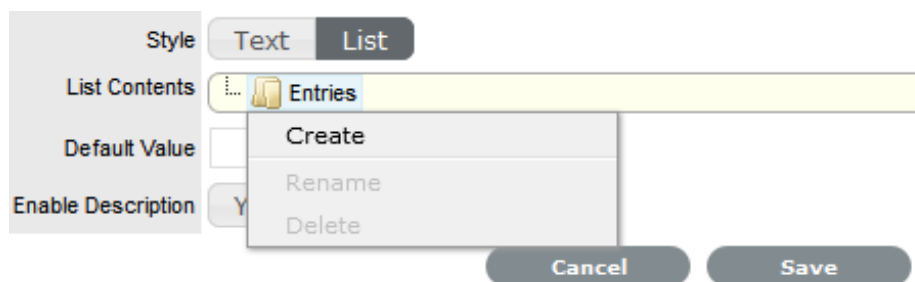 Style Text List
List Contents Entries
Create
Default Value
Rename
Enable Description Y
Delete
Cancel Save